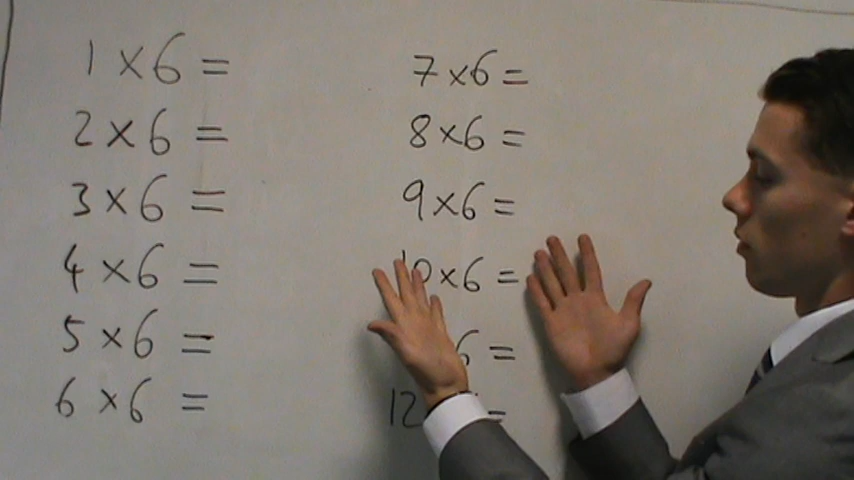 1 × 6 =
2 × 6 =
3 × 6 =
4 × 6 =
5 × 6 =
6 × 6 =
7 × 6 =
8 × 6 =
9 × 6 =
10 × 6 =
6 =
12 =